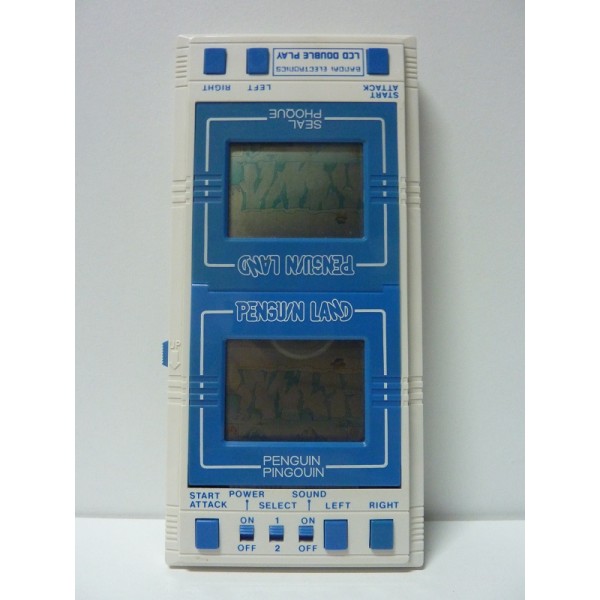 BANDAI ELECTRONICS
LCD DOUBLE PLAY
START
ATTACK
LEFT
RIGHT
SEAL
PHOQUE
PENGUIN LAND
PENGUIN LAND
UP
PENGUIN
PINGOUIN
START
ATTACK
POWER
SELECT
SOUND
LEFT
RIGHT
ON 1 ON
OFF 2 OFF